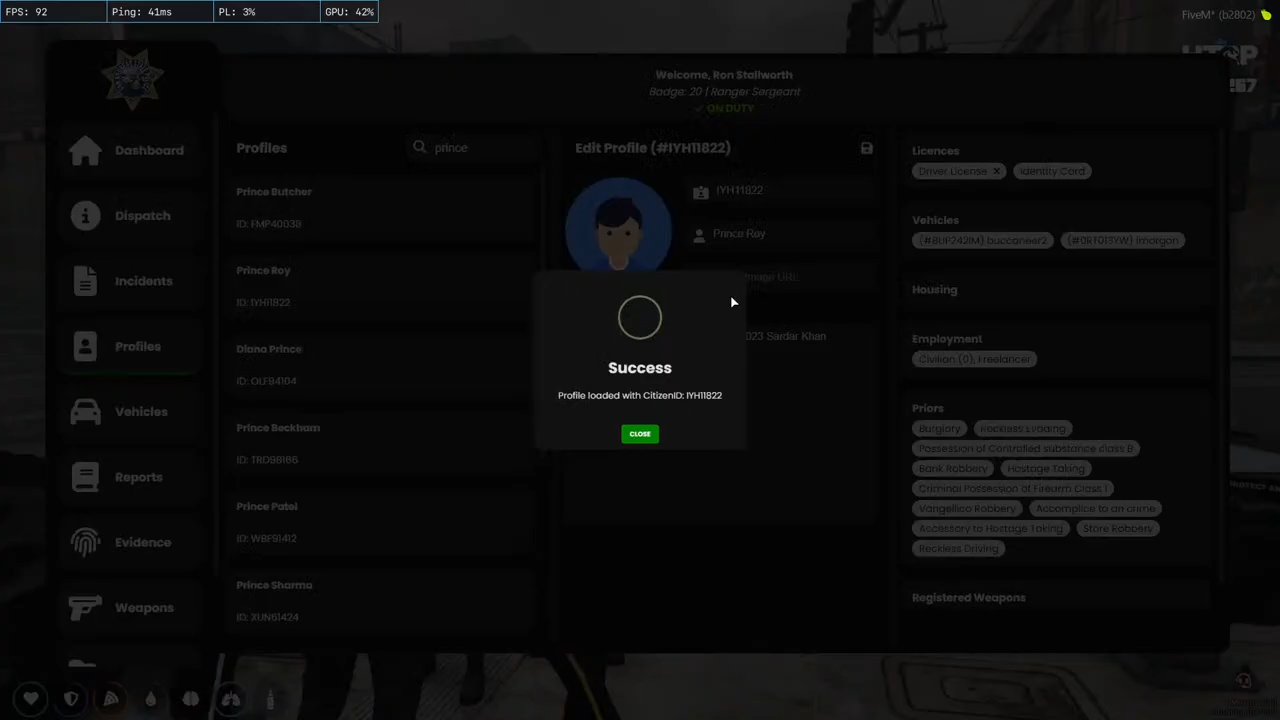 FPS: 92
Ping: 41ms
PL: 3%
GPU: 42%
FiveM* (b2802)
Welcome, Ron Stallworth
Badge: 20 | Ranger Sergeant
✓ ON DUTY
Dashboard
Dispatch
Incidents
Profiles
Vehicles
Reports
Evidence
Weapons
Profiles
prince
Prince Butcher
ID: FMP40038
Prince Roy
ID: IYH11822
Diana Prince
ID: OLF94104
Prince Beckham
ID: TRD98166
Prince Patel
ID: WBF91412
Prince Sharma
ID: XUN61424
Edit Profile (#IYH11822)
IYH11822
Prince Roy
Image URL
023 Sardar Khan
Success
Profile loaded with CitizenID: IYH11822
CLOSE
Licences
Driver License ×
Identity Card
Vehicles
(#8UP242IM) buccaneer2
(#0RT013YW) imorgon
Housing
Employment
Civilian (0), Freelancer
Priors
Burglary
Reckless Evading
Possession of Controlled substance class B
Bank Robbery
Hostage Taking
Criminal Possession of Firearm Class 1
Vangellico Robbery
Accomplice to an crime
Accessory to Hostage Taking
Store Robbery
Reckless Driving
Registered Weapons